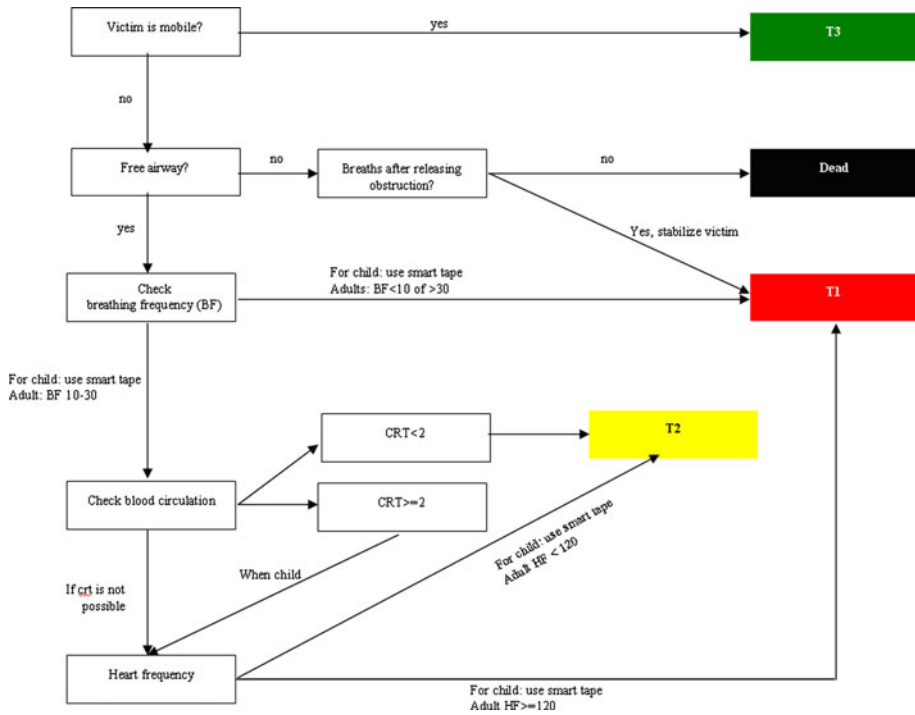 Victim is mobile?
yes
T3
no
Free airway?
no
Breaths after releasing
obstruction?
no
Dead
yes
Yes, stabilize victim
Check
breathing frequency (BF)
For child: use smart tape
Adults: BF<10 of >30
T1
For child: use smart tape
Adult: BF 10-30
CRT<2
T2
Check blood circulation
CRT>=2
For child: use smart tape
Adult HF < 120
When child
If crt is not
possible
Heart frequency
For child: use smart tape
Adult HF>=120